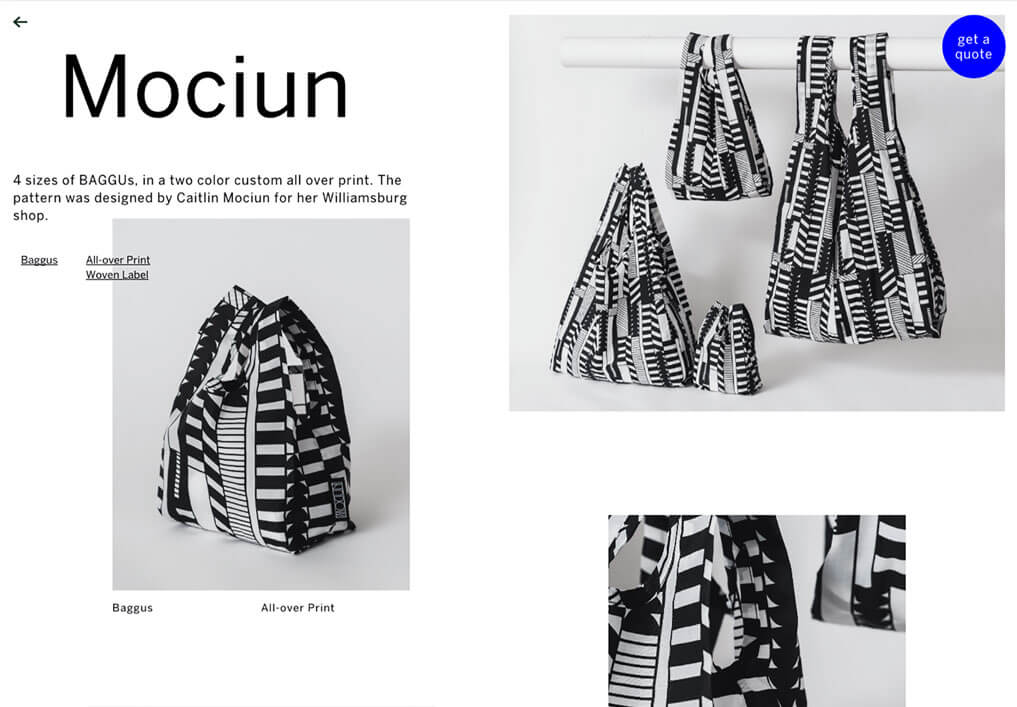 Mociun
get a
quote
4 sizes of BAGGUs, in a two color custom all over print. The
pattern was designed by Caitlin Mociun for her Williamsburg
shop.
Baggus
All-over Print
Woven Label
MOCIUN
Baggus
All-over Print